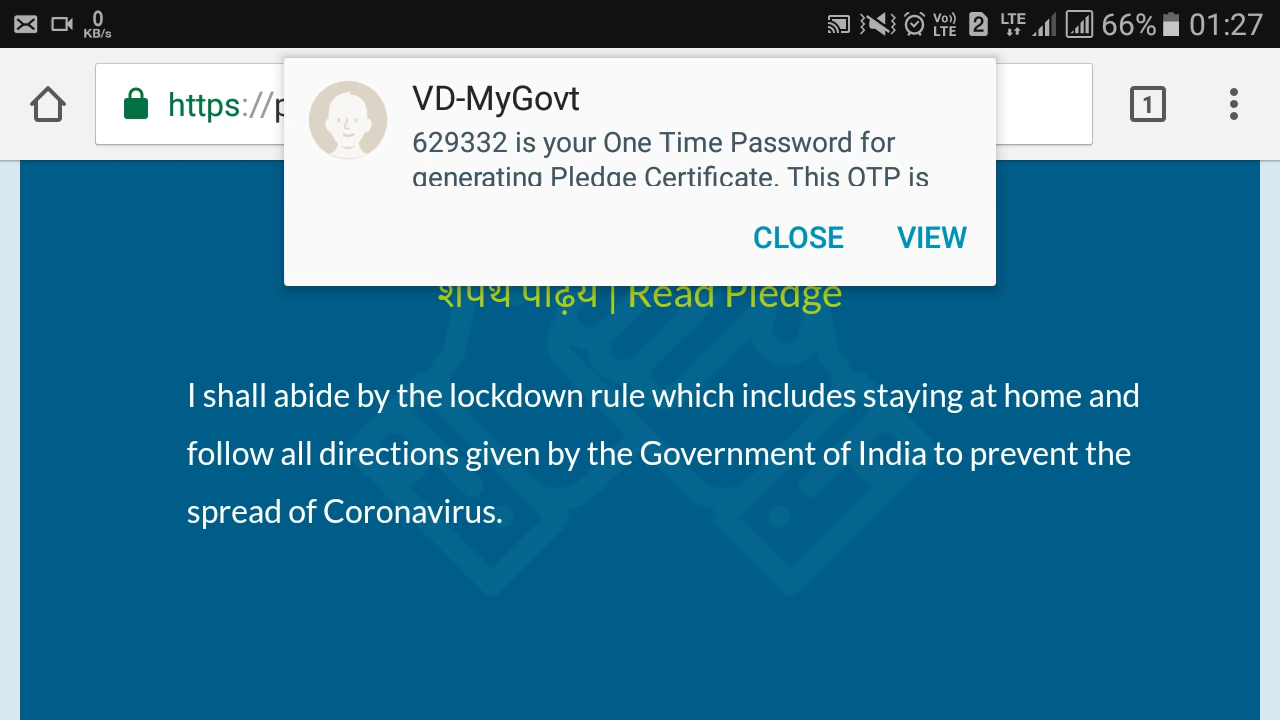 0
KB/s
Vo))
LTE
2
LTE
66%
01:27
https://p
1
VD-MyGovt
629332 is your One Time Password for
generating Pledge Certificate. This OTP is
CLOSE
VIEW
शपथ पढ़िये | Read Pledge
I shall abide by the lockdown rule which includes staying at home and
follow all directions given by the Government of India to prevent the
spread of Coronavirus.